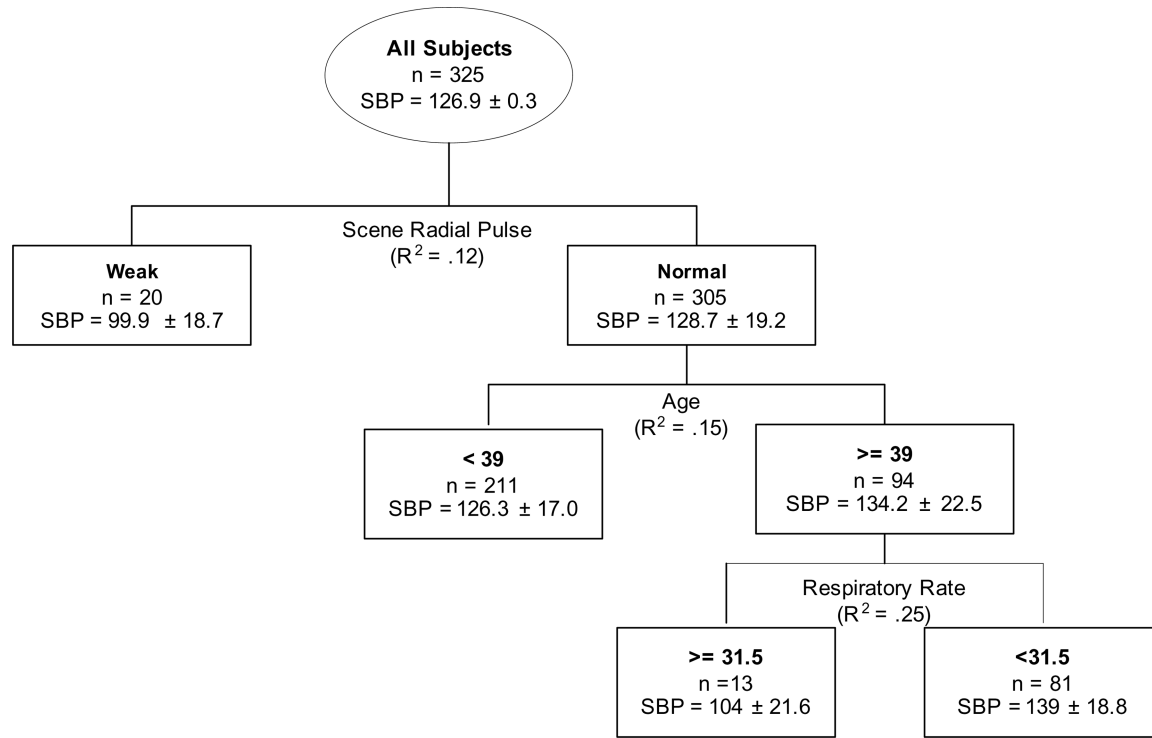 All Subjects
n = 325
SBP = 126.9 ± 0.3
Scene Radial Pulse
(R² = .12)
Weak
n = 20
SBP = 99.9 ± 18.7
Normal
n = 305
SBP = 128.7 ± 19.2
Age
(R² = .15)
< 39
n = 211
SBP = 126.3 ± 17.0
>= 39
n = 94
SBP = 134.2 ± 22.5
Respiratory Rate
(R² = .25)
>= 31.5
n =13
SBP = 104 ± 21.6
<31.5
n = 81
SBP = 139 ± 18.8